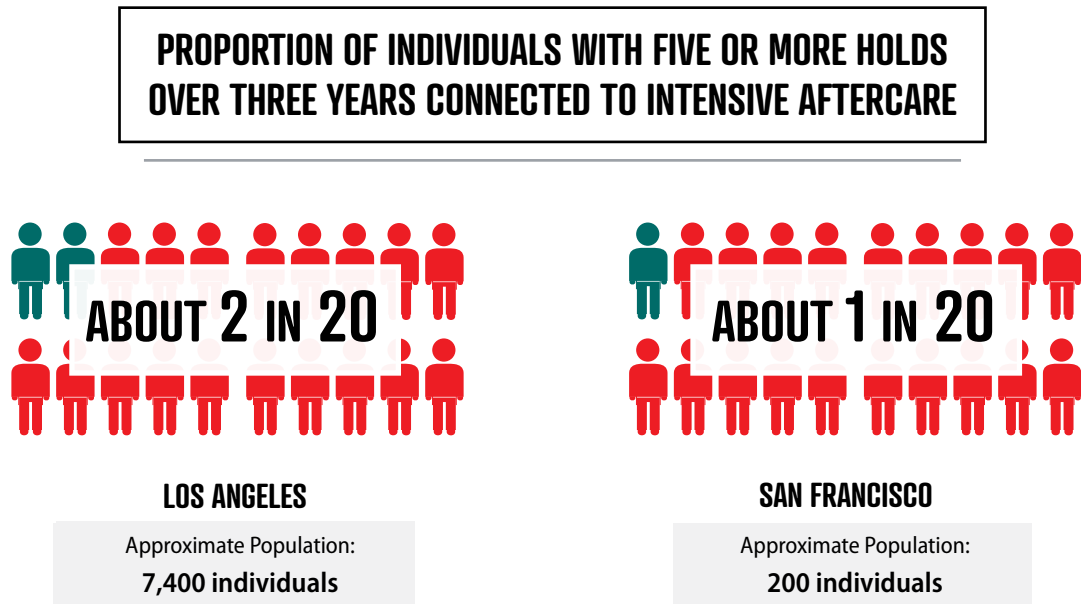 PROPORTION OF INDIVIDUALS WITH FIVE OR MORE HOLDS
OVER THREE YEARS CONNECTED TO INTENSIVE AFTERCARE
ABOUT 2 IN 20
ABOUT 1 IN 20
LOS ANGELES
Approximate Population:
7,400 individuals
SAN FRANCISCO
Approximate Population:
200 individuals